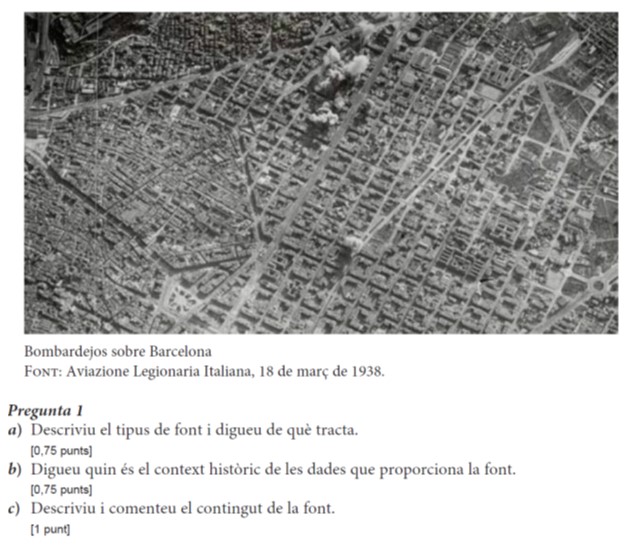 Bombardejos sobre Barcelona
FONT: Aviazione Legionaria Italiana, 18 de març de 1938.
Pregunta 1
a) Descriviu el tipus de font i digueu de què tracta.
[0,75 punts]
b) Digueu quin és el context històric de les dades que proporciona la font.
[0,75 punts]
c) Descriviu i comenteu el contingut de la font.
[1 punt]